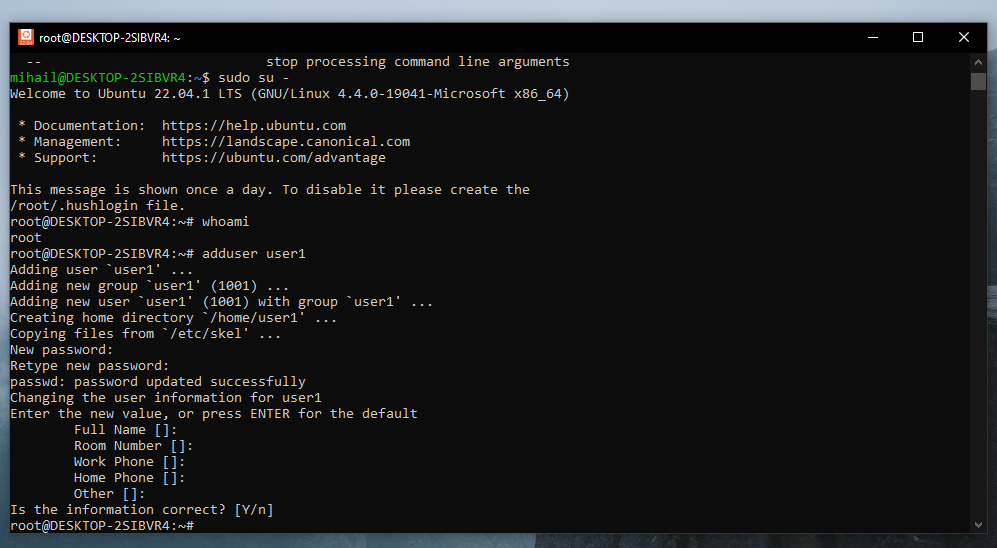 root@DESKTOP-2SIBVR4: ~
  --                            stop processing command line arguments
mihail@DESKTOP-2SIBVR4:~$ sudo su -
Welcome to Ubuntu 22.04.1 LTS (GNU/Linux 4.4.0-19041-Microsoft x86_64)

 * Documentation:  https://help.ubuntu.com
 * Management:     https://landscape.canonical.com
 * Support:        https://ubuntu.com/advantage

This message is shown once a day. To disable it please create the
/root/.hushlogin file.
root@DESKTOP-2SIBVR4:~# whoami
root
root@DESKTOP-2SIBVR4:~# adduser user1
Adding user `user1' ...
Adding new group `user1' (1001) ...
Adding new user `user1' (1001) with group `user1' ...
Creating home directory `/home/user1' ...
Copying files from `/etc/skel' ...
New password:
Retype new password:
passwd: password updated successfully
Changing the user information for user1
Enter the new value, or press ENTER for the default
        Full Name []:
        Room Number []:
        Work Phone []:
        Home Phone []:
        Other []:
Is the information correct? [Y/n]
root@DESKTOP-2SIBVR4:~#